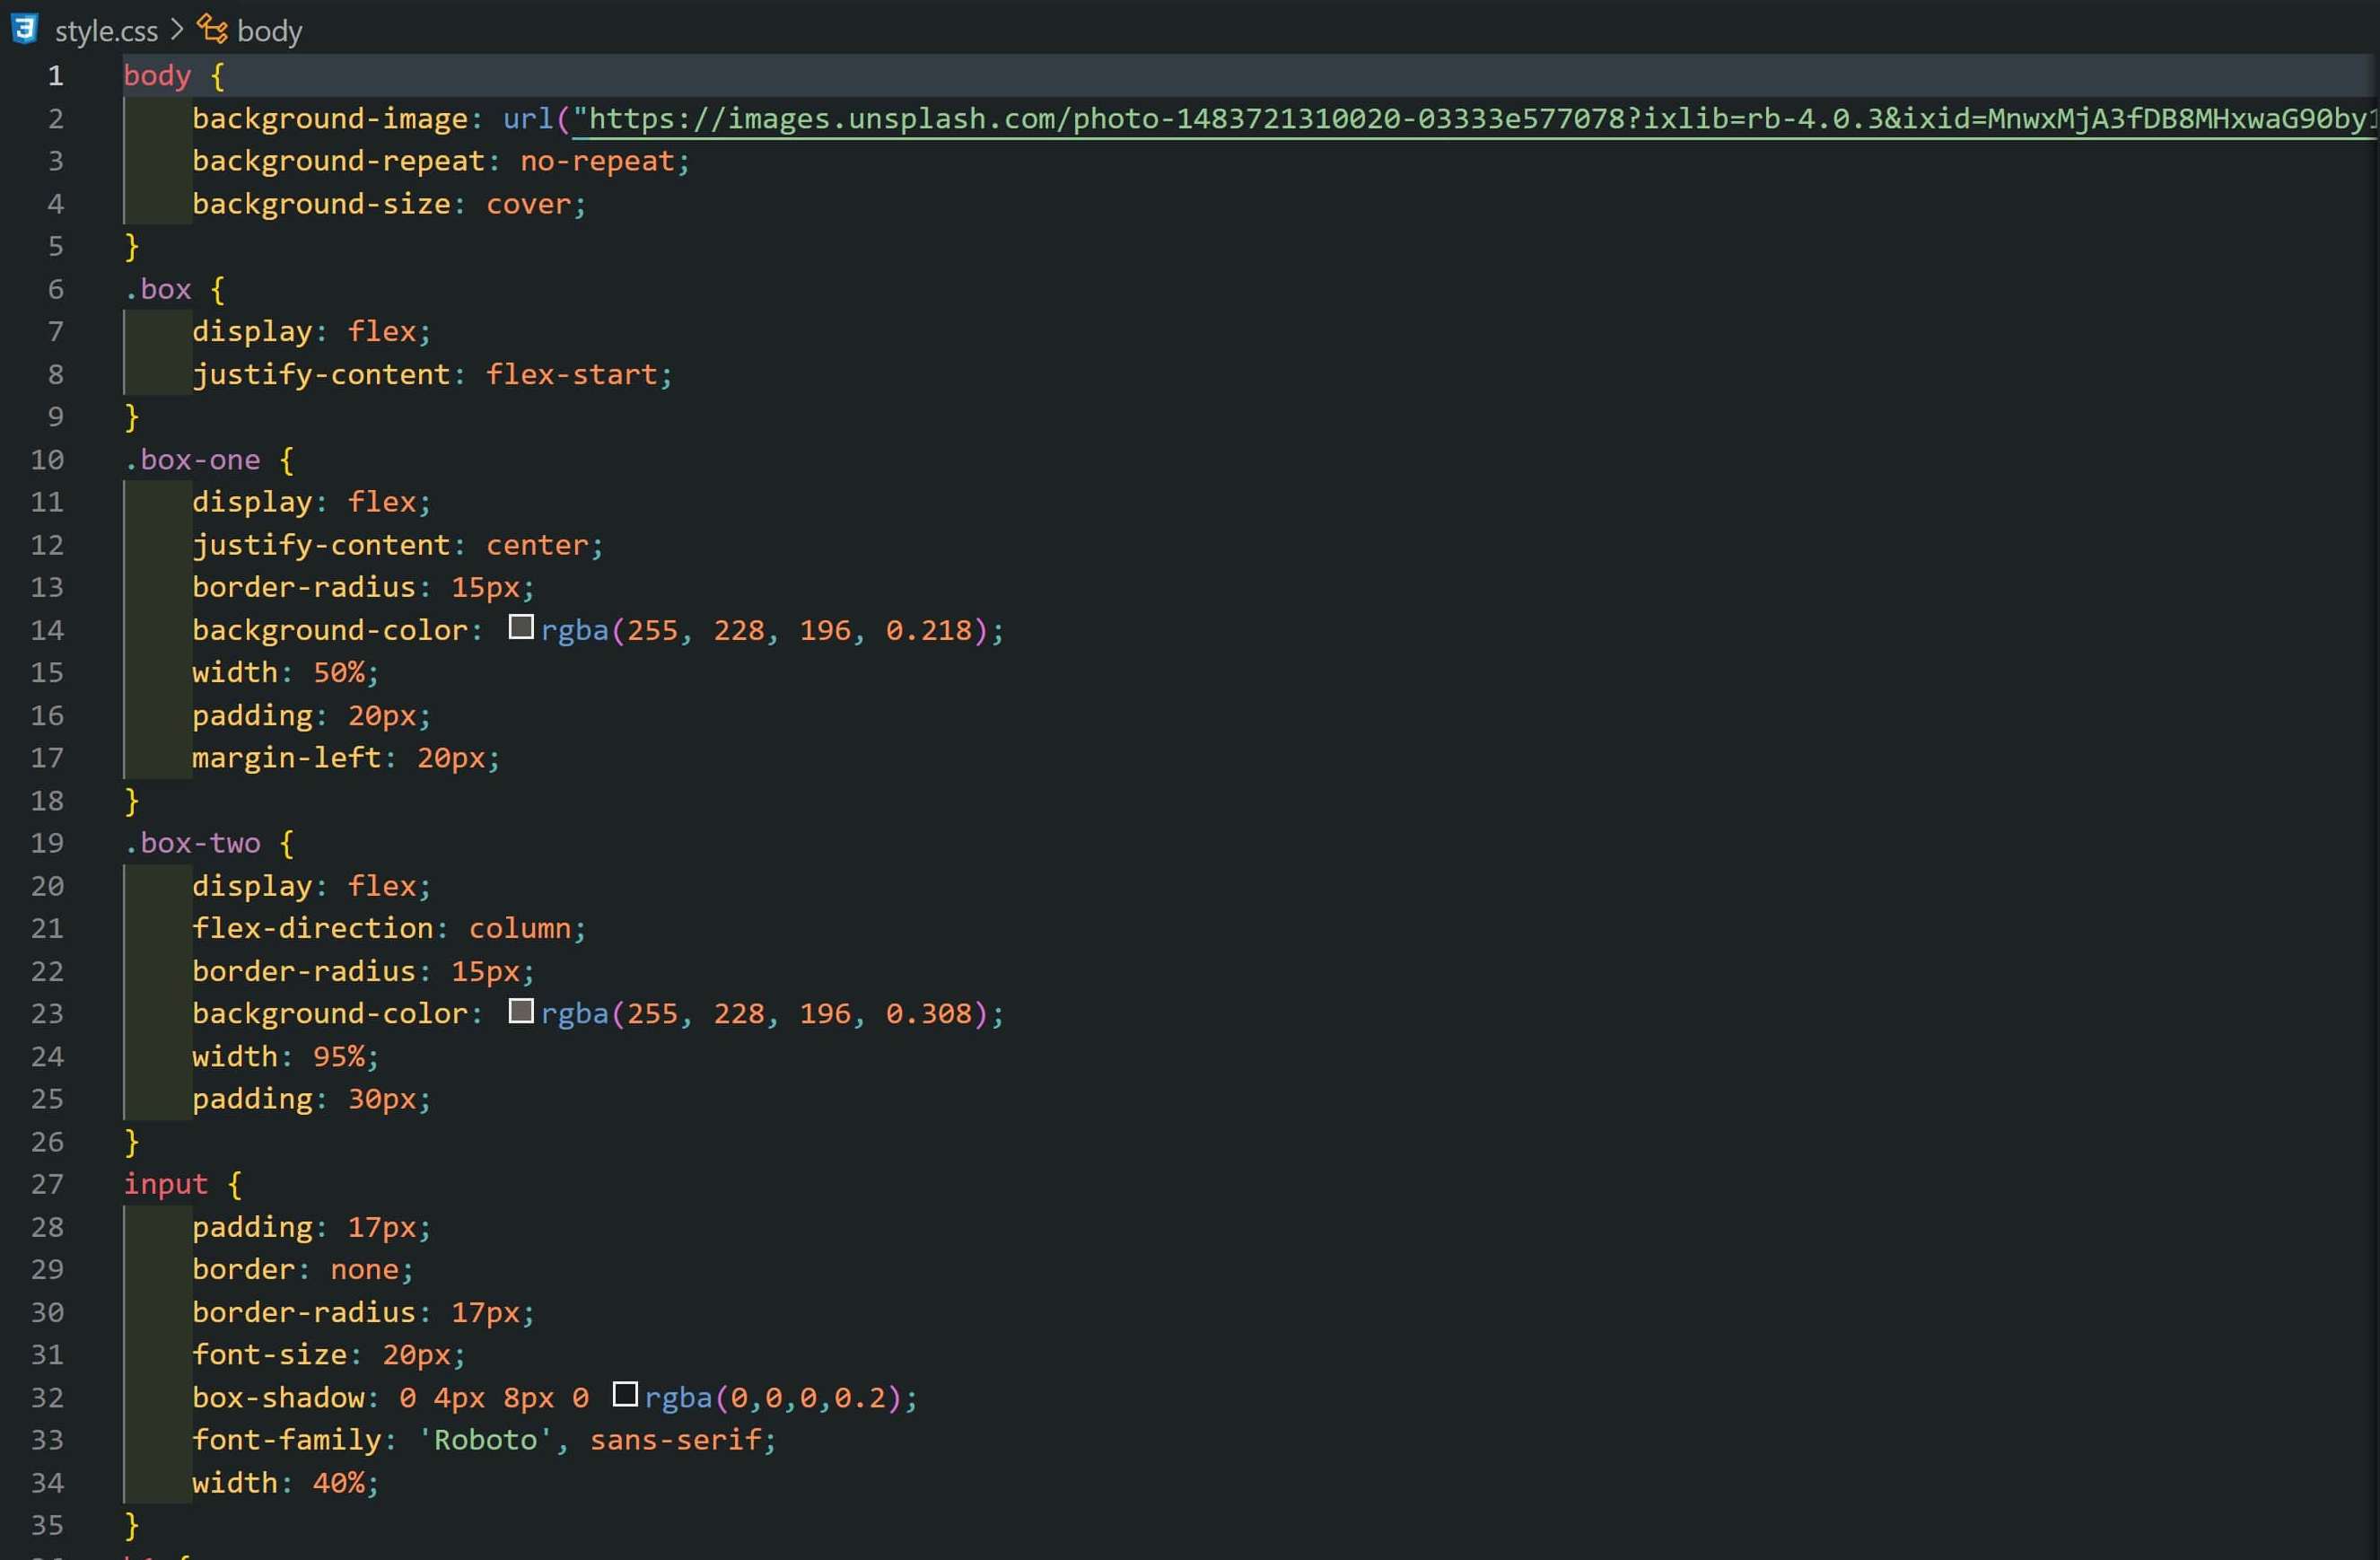 style.css > body
1 body {
2 background-image: url("https://images.unsplash.com/photo-1483721310020-03333e577078?ixlib=rb-4.0.3&ixid=MnwxMjA3fDB8MHxwaG90by1
3 background-repeat: no-repeat;
4 background-size: cover;
5 }
6 .box {
7 display: flex;
8 justify-content: flex-start;
9 }
10 .box-one {
11 display: flex;
12 justify-content: center;
13 border-radius: 15px;
14 background-color: rgba(255, 228, 196, 0.218);
15 width: 50%;
16 padding: 20px;
17 margin-left: 20px;
18 }
19 .box-two {
20 display: flex;
21 flex-direction: column;
22 border-radius: 15px;
23 background-color: rgba(255, 228, 196, 0.308);
24 width: 95%;
25 padding: 30px;
26 }
27 input {
28 padding: 17px;
29 border: none;
30 border-radius: 17px;
31 font-size: 20px;
32 box-shadow: 0 4px 8px 0 rgba(0,0,0,0.2);
33 font-family: 'Roboto', sans-serif;
34 width: 40%;
35 }